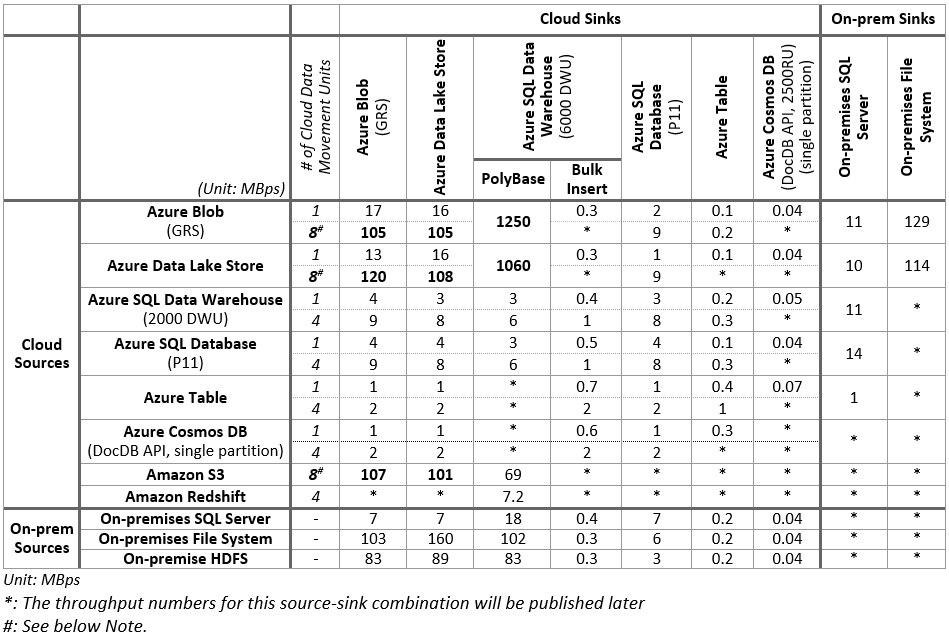 Cloud Sinks On-prem Sinks
(Unit: MBps) # of Cloud Data Movement Units Azure Blob (GRS) Azure Data Lake Store Azure SQL Data Warehouse (6000 DWU) Azure SQL Database (P11) Azure Table Azure Cosmos DB (DocDB API, 2500RU) (single partition) On-premises SQL Server On-premises File System
PolyBase Bulk Insert
Cloud Sources
Azure Blob (GRS) 1 17 16 1250 0.3 2 0.1 0.04 11 129
8# 105 105 * 9 0.2 *
Azure Data Lake Store 1 13 16 1060 0.3 1 0.1 0.04 10 114
8# 120 108 * 9 * *
Azure SQL Data Warehouse (2000 DWU) 1 4 3 3 0.4 3 0.2 0.05 11 *
4 9 8 6 1 8 0.3 *
Azure SQL Database (P11) 1 4 4 3 0.5 4 0.1 0.04 14 *
4 9 8 6 1 8 0.3 *
Azure Table 1 1 1 * 0.7 1 0.4 0.07 1 *
4 2 2 * 2 2 1 *
Azure Cosmos DB (DocDB API, single partition) 1 1 1 * 0.6 1 0.3 * * *
4 2 2 * 2 2 * *
Amazon S3 8# 107 101 69 * * * * * *
Amazon Redshift 4 * * 7.2 * * * * * *
On-prem Sources
On-premises SQL Server - 7 7 18 0.4 7 0.2 0.04 * *
On-premises File System - 103 160 102 0.3 6 0.2 0.04 * *
On-premise HDFS - 83 89 83 0.3 3 0.2 0.04 * *
Unit: MBps
*: The throughput numbers for this source-sink combination will be published later
#: See below Note.